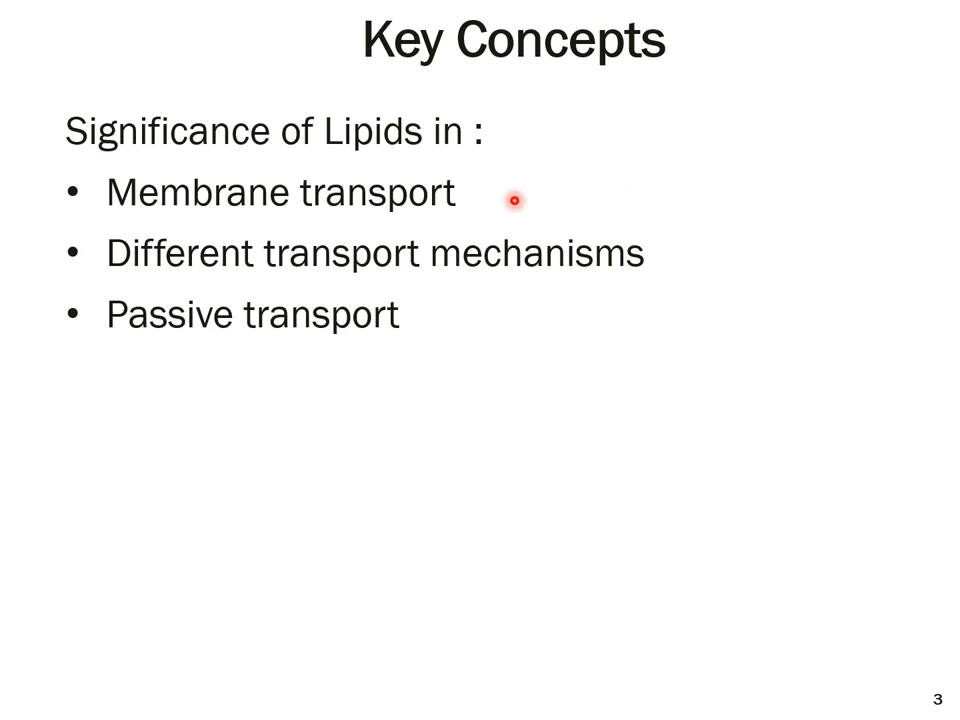 Key Concepts
Significance of Lipids in :
• Membrane transport
• Different transport mechanisms
• Passive transport
3